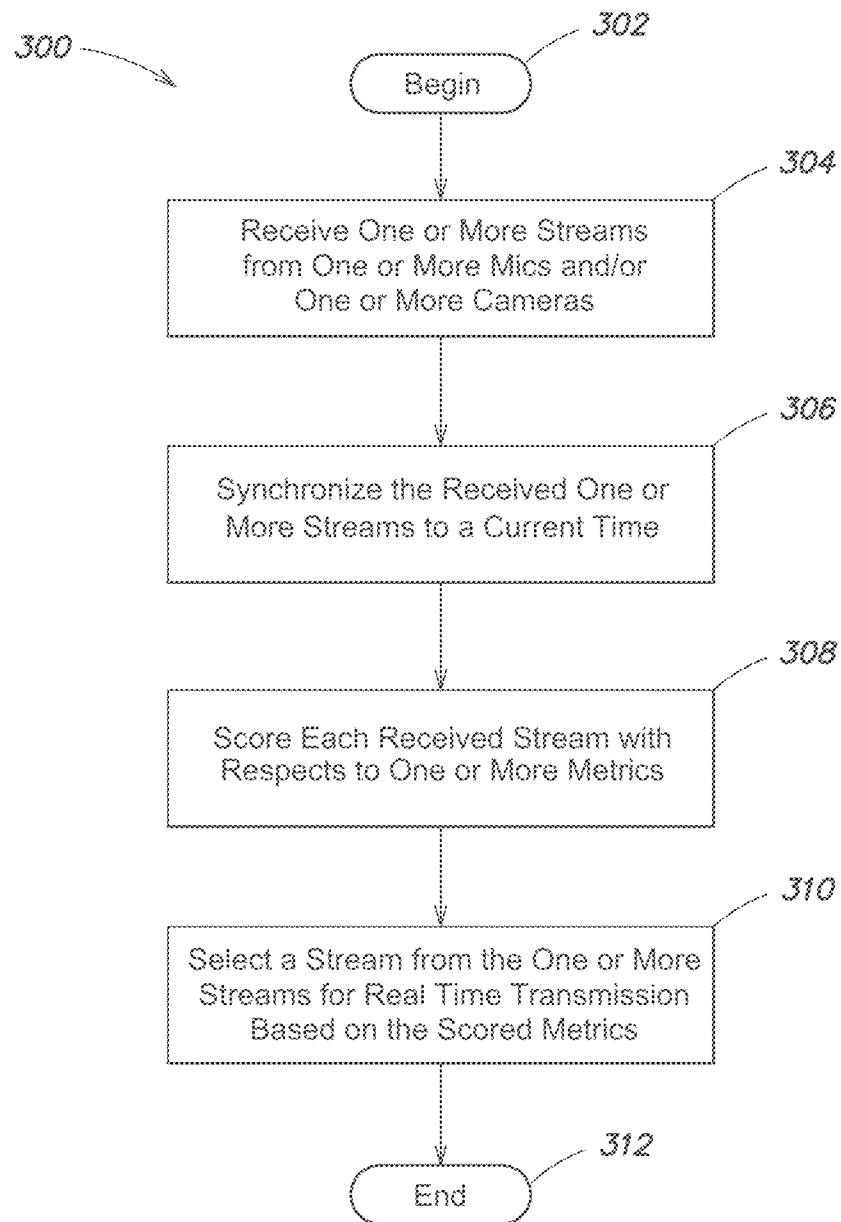 300
302
Begin
304
Receive One or More Streams
from One or More Mics and/or
One or More Cameras
306
Synchronize the Received One or
More Streams to a Current Time
308
Score Each Received Stream with
Respects to One or More Metrics
310
Select a Stream from the One or More
Streams for Real Time Transmission
Based on the Scored Metrics
312
End